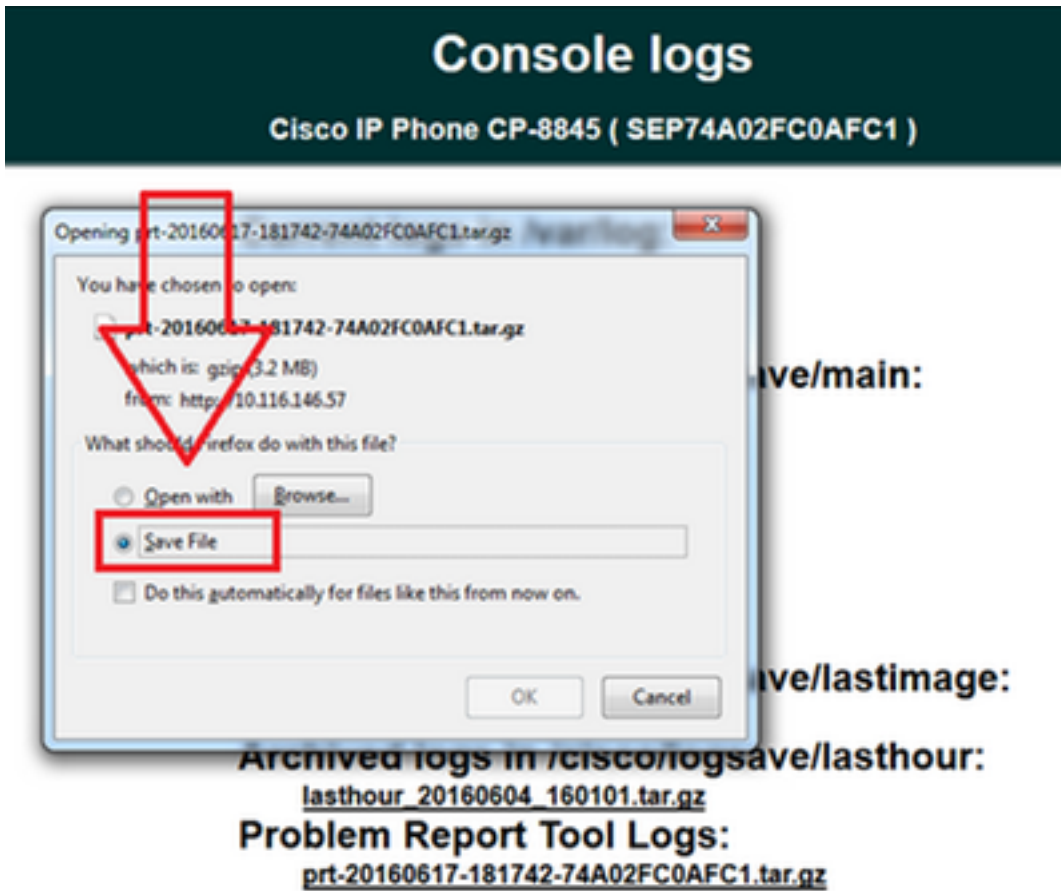 Console logs
Cisco IP Phone CP-8845 ( SEP74A02FC0AFC1 )
Opening prt-20160617-181742-74A02FC0AFC1.tar.gz
/var/log:
You have chosen to open:
prt-20160617-181742-74A02FC0AFC1.tar.gz
which is: gzip (3.2 MB)
from: http://10.116.146.57
ave/main:
What should Firefox do with this file?
Open with
Browse...
Save File
Do this automatically for files like this from now on.
OK
Cancel
ave/lastimage:
Archived logs in /cisco/logsave/lasthour:
lasthour_20160604_160101.tar.gz
Problem Report Tool Logs:
prt-20160617-181742-74A02FC0AFC1.tar.gz